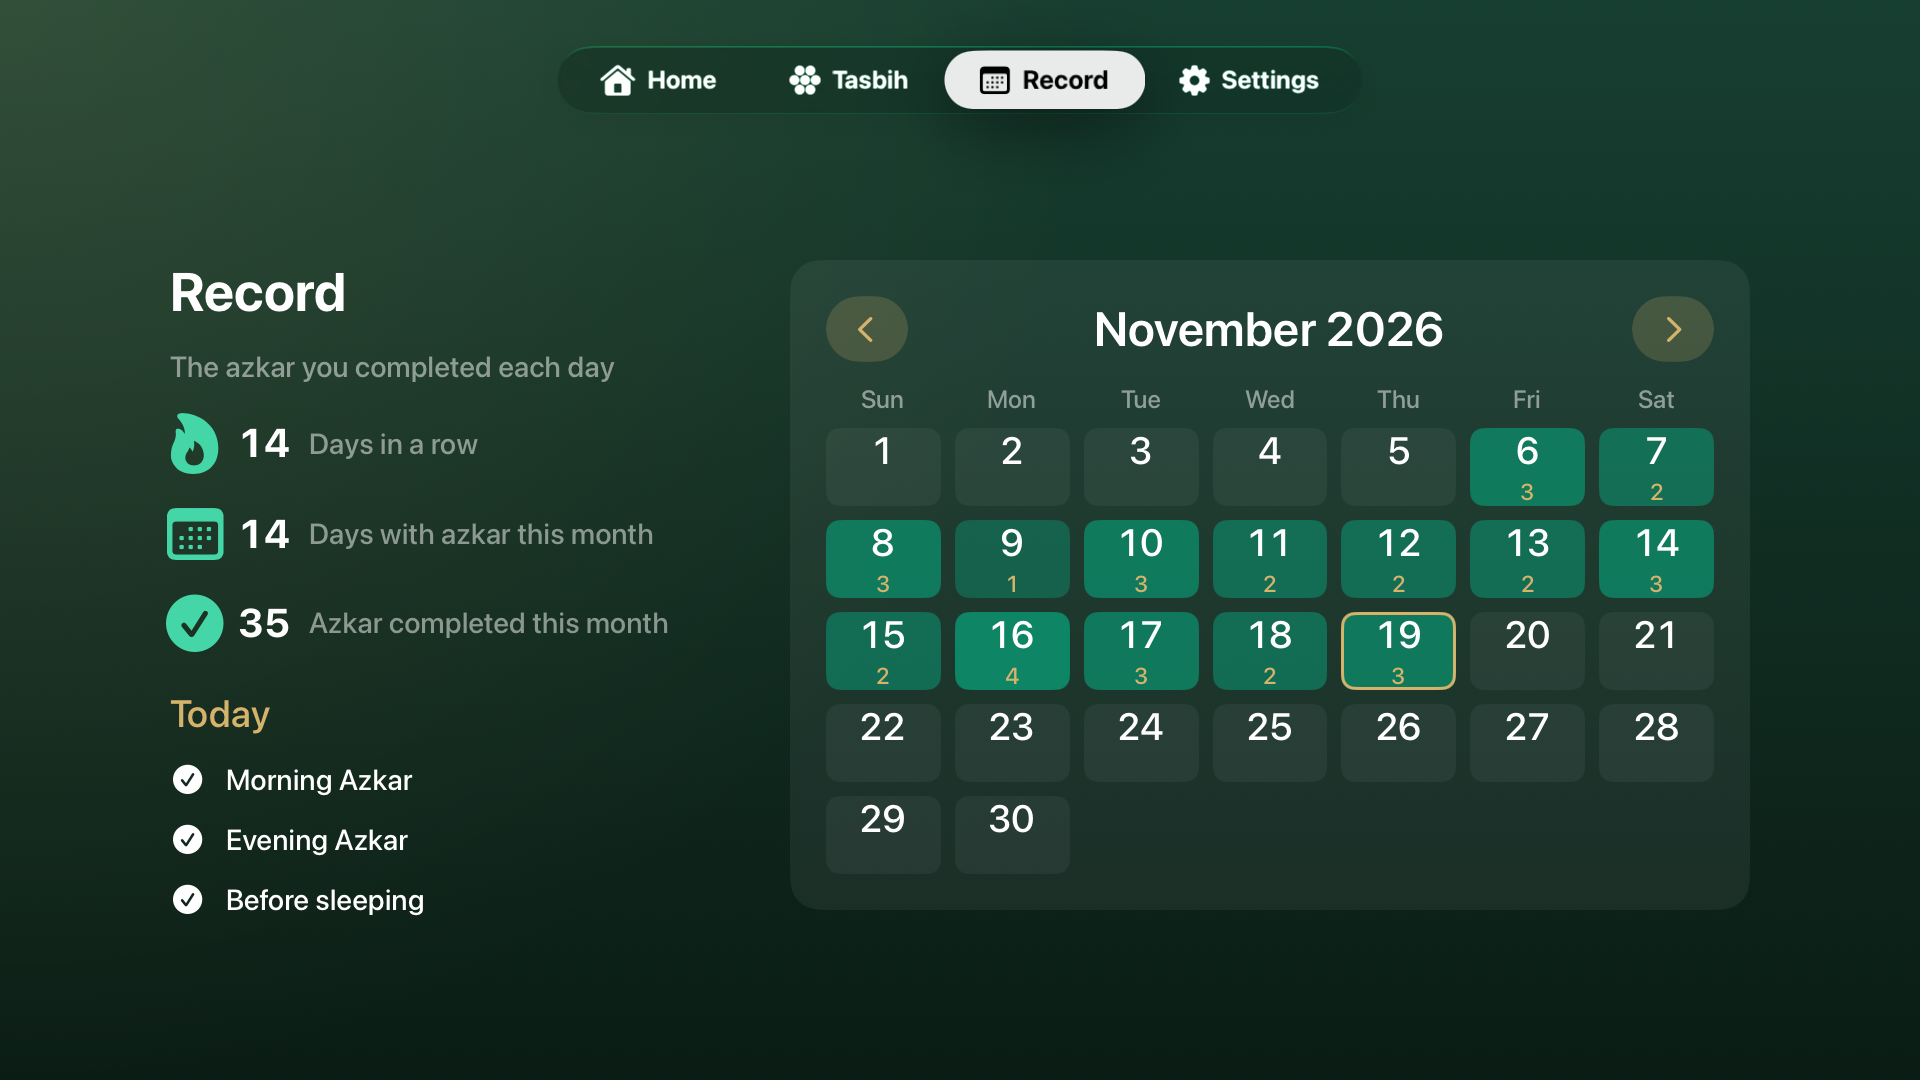 Home Tasbih Record Settings
Record
The azkar you completed each day
14 Days in a row
14 Days with azkar this month
35 Azkar completed this month
Today
Morning Azkar
Evening Azkar
Before sleeping
November 2026
Sun Mon Tue Wed Thu Fri Sat
1 2 3 4 5 6 7
3 2
8 9 10 11 12 13 14
3 1 3 2 2 2 3
15 16 17 18 19 20 21
2 4 3 2 3
22 23 24 25 26 27 28
29 30